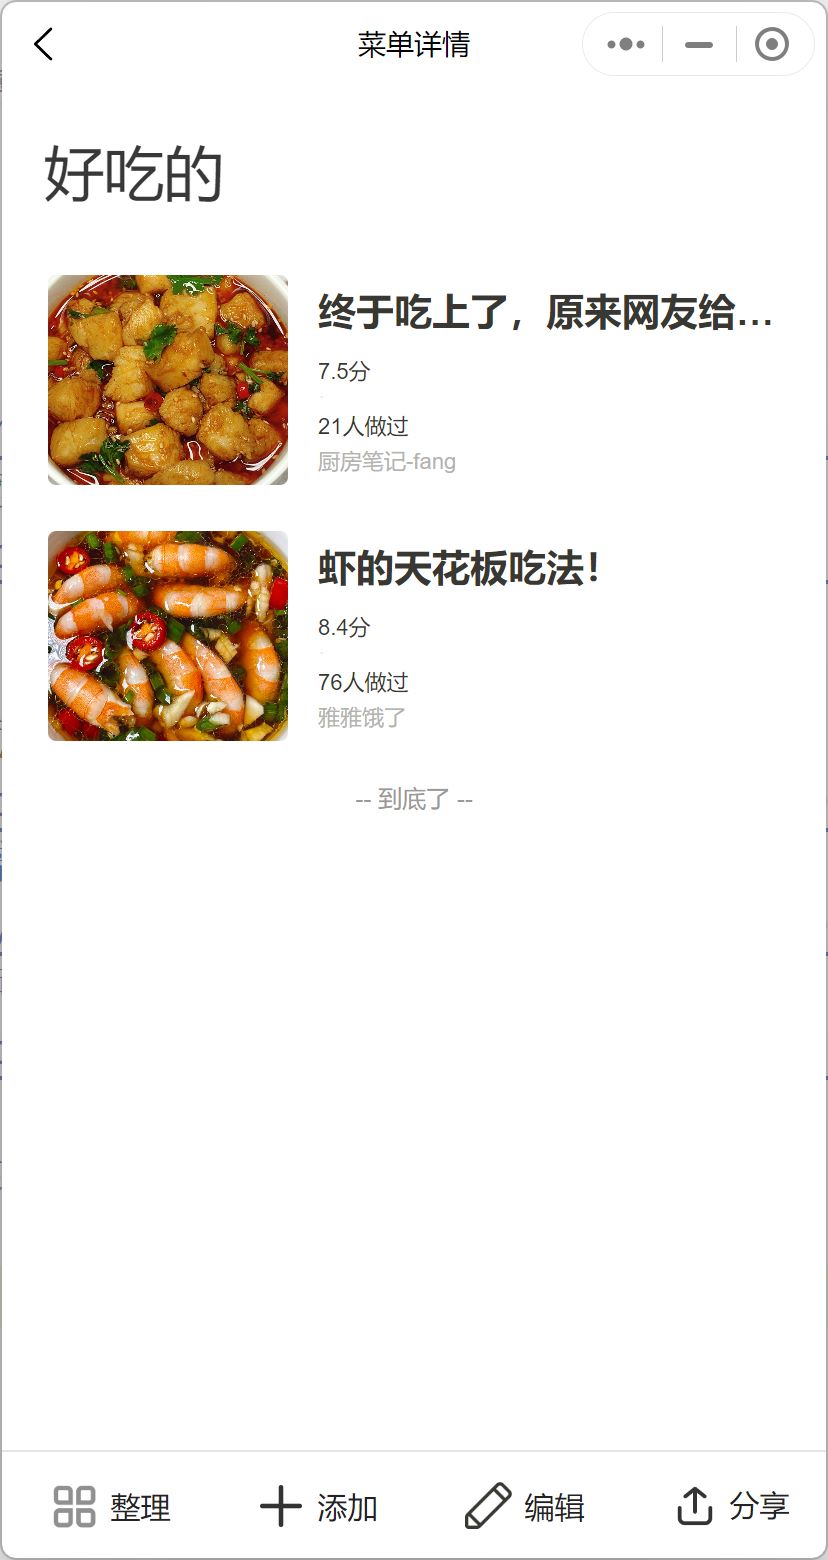 菜单详情
好吃的
终于吃上了，原来网友给...
7.5分
21人做过
厨房笔记-fang
虾的天花板吃法！
8.4分
76人做过
雅雅饿了
-- 到底了 --
整理
添加
编辑
分享